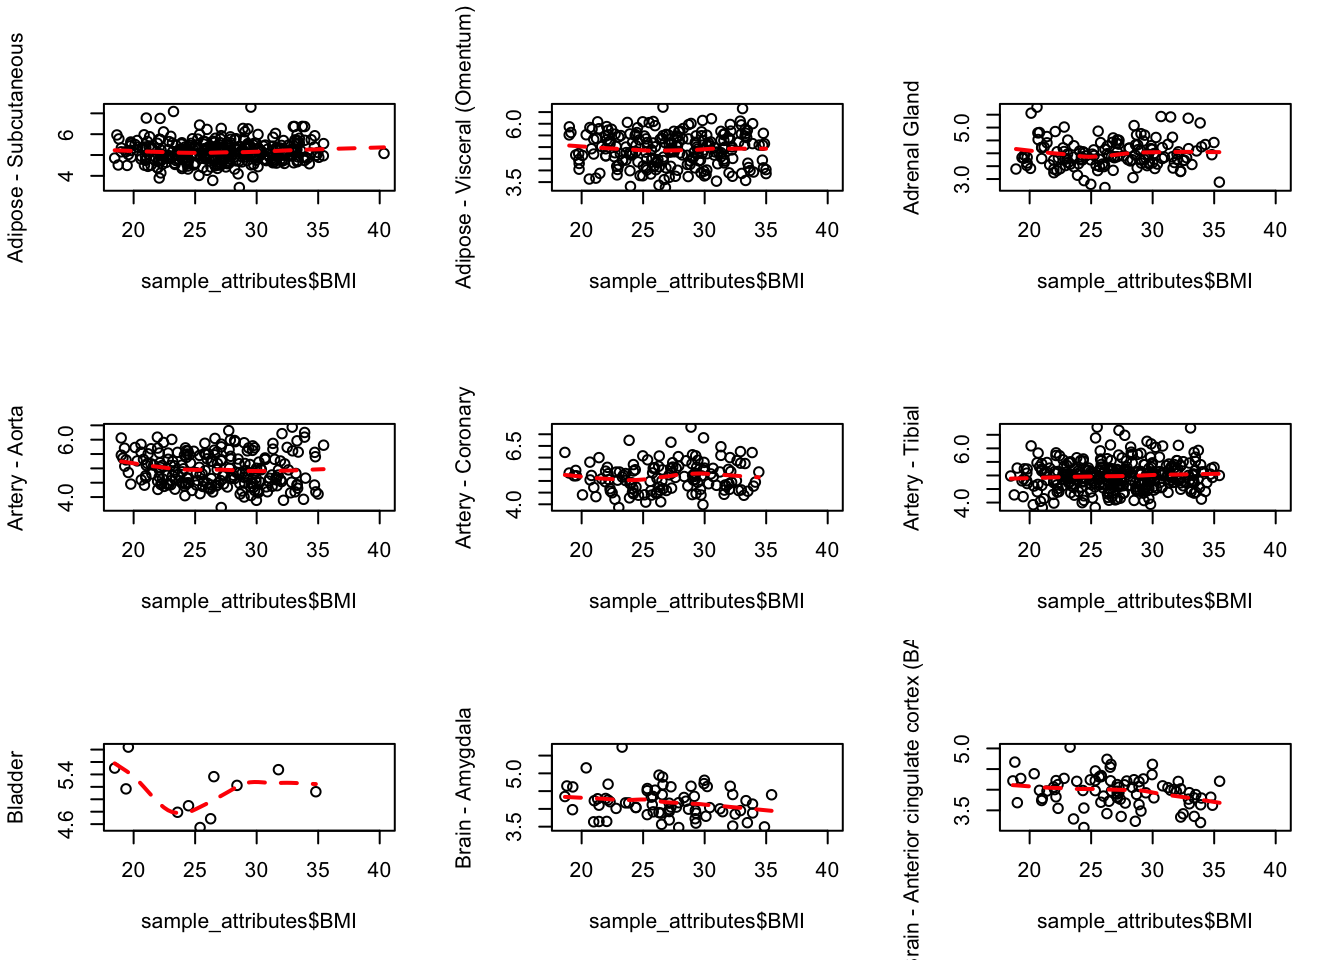 Adipose - Subcutaneous
4 6
20 25 30 35 40
sample_attributes$BMI
Adipose - Visceral (Omentum)
3.5 6.0
20 25 30 35 40
sample_attributes$BMI
Adrenal Gland
3.0 5.0
20 25 30 35 40
sample_attributes$BMI
Artery - Aorta
4.0 6.0
20 25 30 35 40
sample_attributes$BMI
Artery - Coronary
4.0 6.5
20 25 30 35 40
sample_attributes$BMI
Artery - Tibial
4.0 6.0
20 25 30 35 40
sample_attributes$BMI
Bladder
4.6 5.4
20 25 30 35 40
sample_attributes$BMI
Brain - Amygdala
3.5 5.0
20 25 30 35 40
sample_attributes$BMI
rain - Anterior cingulate cortex (BA
3.5 5.0
20 25 30 35 40
sample_attributes$BMI